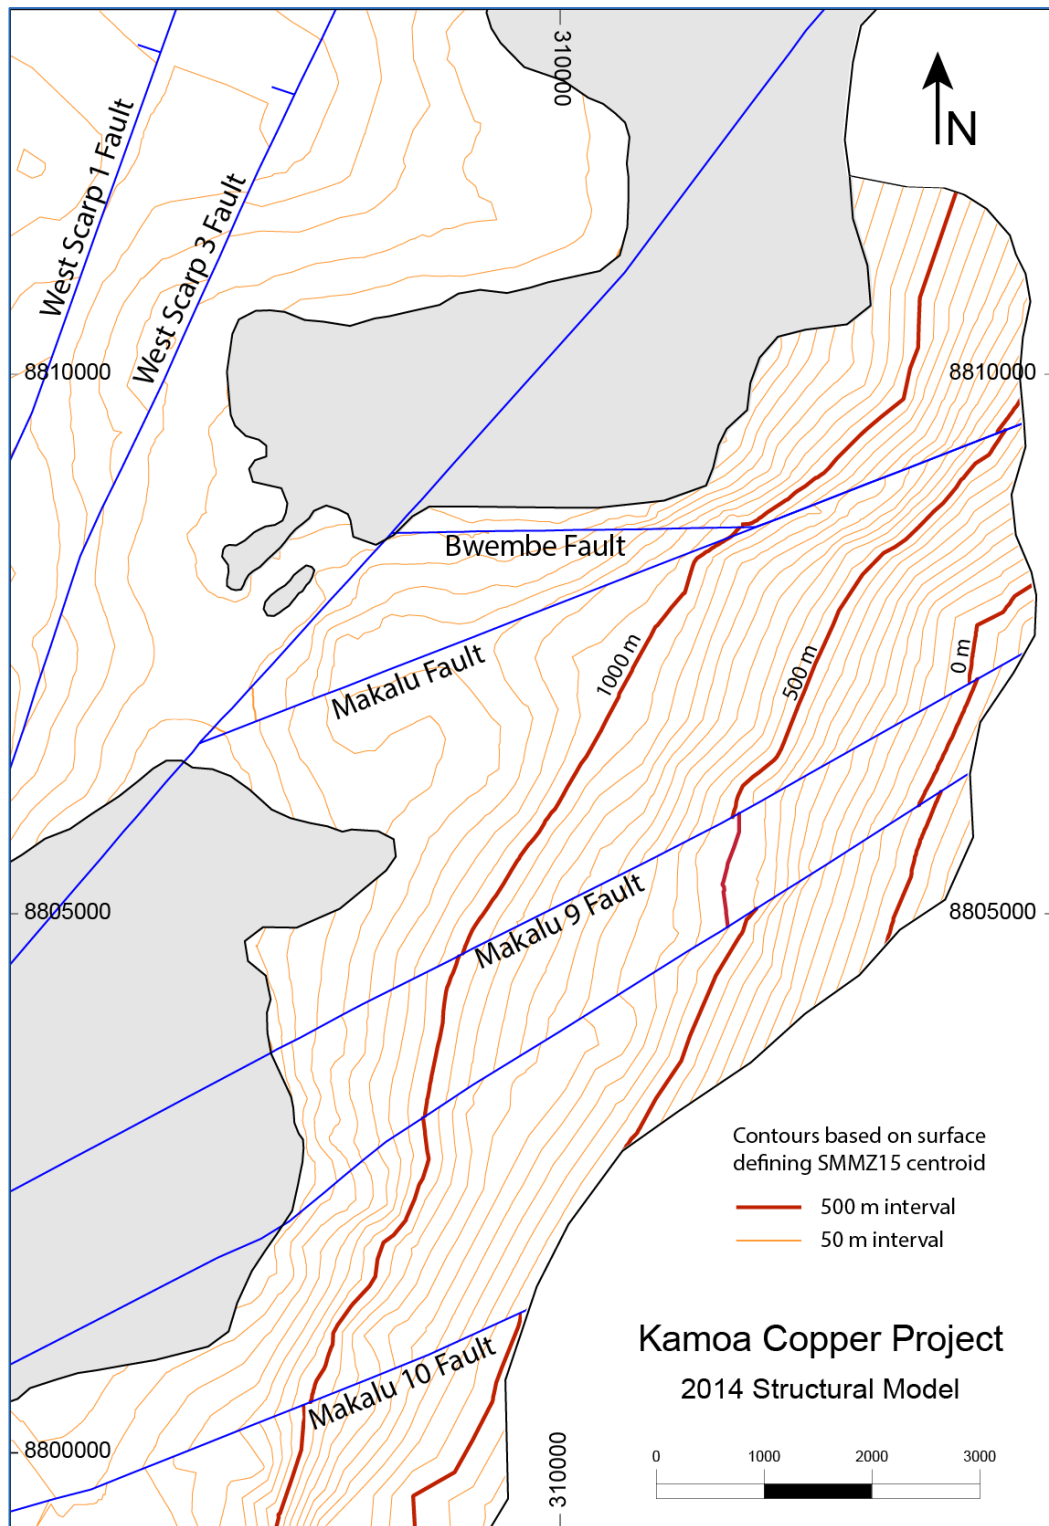 310000
N
West Scarp 1 Fault
West Scarp 3 Fault
8810000
8810000
Bwembe Fault
1000 m
500 m
0 m
Makalu Fault
8805000
8805000
Makalu 9 Fault
Contours based on surface
defining SMMZ15 centroid
500 m interval
50 m interval
Kamoa Copper Project
2014 Structural Model
Makalu 10 Fault
8800000
310000
0 1000 2000 3000